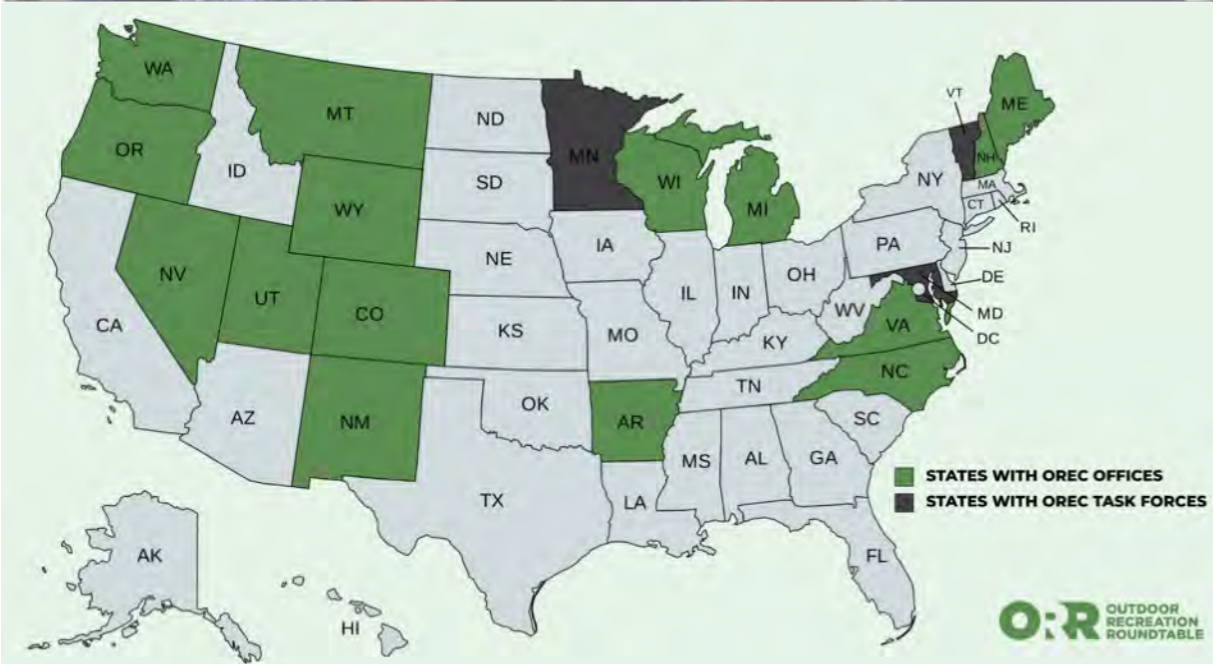 WA
MT
ND
MN
VT
ME
OR
ID
SD
WI
MI
NY
NH
MA
CT
RI
WY
NE
IA
PA
NJ
NV
UT
CO
IL
IN
OH
DE
CA
KS
MO
WV
VA
MD
DC
KY
NC
AZ
NM
OK
AR
TN
SC
MS
AL
GA
TX
LA
FL
AK
HI
STATES WITH OREC OFFICES
STATES WITH OREC TASK FORCES
ORR
OUTDOOR
RECREATION
ROUNDTABLE